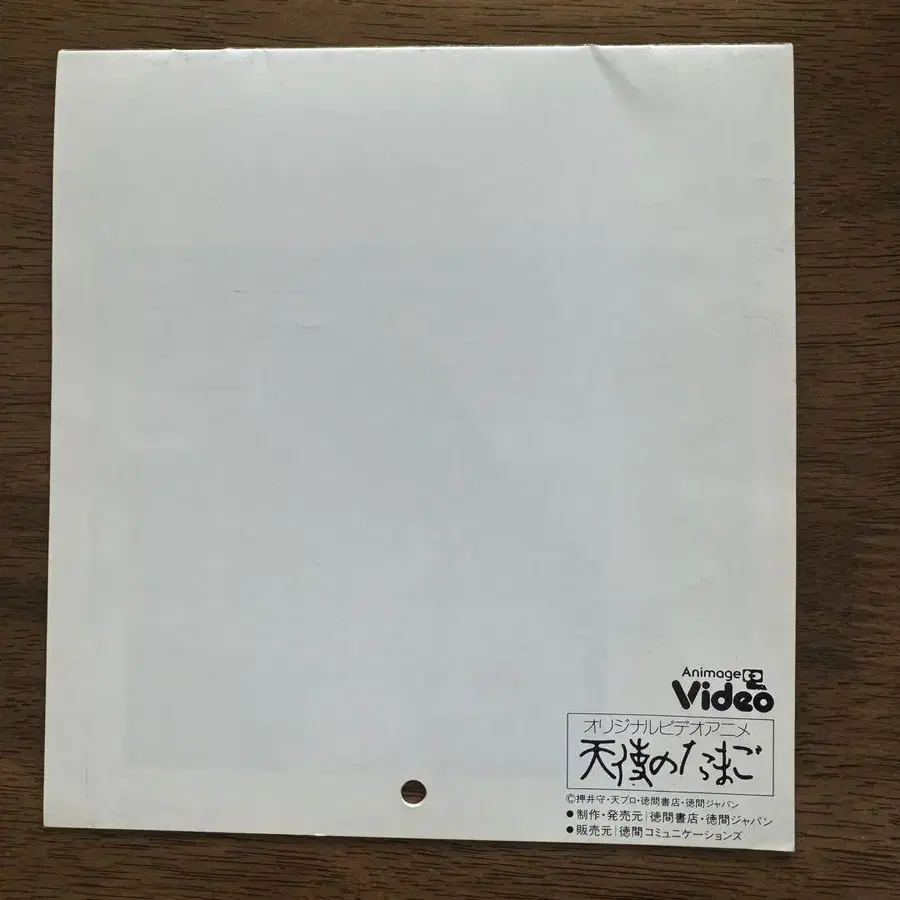 Animage
Video
オリジナルビデオアニメ
天使のたまご
©押井守・天プロ・徳間書店・徳間ジャパン
●制作・発売元|徳間書店・徳間ジャパン
●販売元|徳間コミュニケーションズ